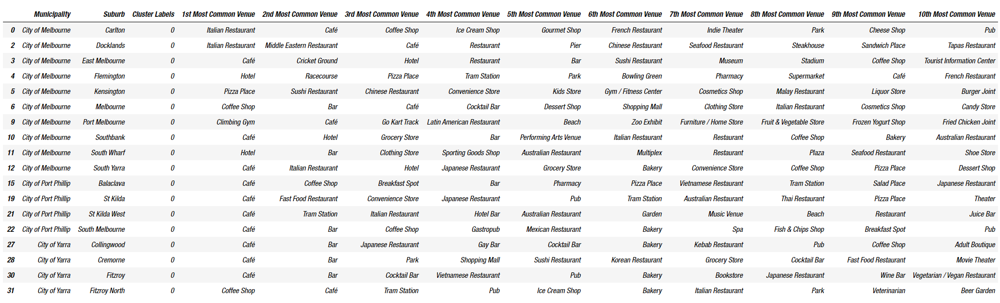 Municipality Suburb Cluster Labels 1st Most Common Venue 2nd Most Common Venue 3rd Most Common Venue 4th Most Common Venue 5th Most Common Venue 6th Most Common Venue 7th Most Common Venue 8th Most Common Venue 9th Most Common Venue 10th Most Common Venue
0 City of Melbourne Carlton 0 Italian Restaurant Café Coffee Shop Ice Cream Shop Gourmet Shop French Restaurant Indie Theater Park Cheese Shop Pub
2 City of Melbourne Docklands 0 Italian Restaurant Middle Eastern Restaurant Café Restaurant Pier Chinese Restaurant Seafood Restaurant Steakhouse Sandwich Place Tapas Restaurant
3 City of Melbourne East Melbourne 0 Café Cricket Ground Hotel Restaurant Bar Sushi Restaurant Museum Stadium Coffee Shop Tourist Information Center
4 City of Melbourne Flemington 0 Hotel Racecourse Pizza Place Tram Station Park Bowling Green Pharmacy Supermarket Café French Restaurant
5 City of Melbourne Kensington 0 Pizza Place Sushi Restaurant Chinese Restaurant Convenience Store Kids Store Gym / Fitness Center Cosmetics Shop Malay Restaurant Liquor Store Burger Joint
6 City of Melbourne Melbourne 0 Coffee Shop Bar Café Cocktail Bar Dessert Shop Shopping Mall Clothing Store Italian Restaurant Cosmetics Shop Candy Store
9 City of Melbourne Port Melbourne 0 Climbing Gym Café Go Kart Track Latin American Restaurant Beach Zoo Exhibit Furniture / Home Store Fruit & Vegetable Store Frozen Yogurt Shop Fried Chicken Joint
10 City of Melbourne Southbank 0 Café Hotel Grocery Store Bar Performing Arts Venue Italian Restaurant Restaurant Coffee Shop Bakery Australian Restaurant
11 City of Melbourne South Wharf 0 Hotel Bar Clothing Store Sporting Goods Shop Australian Restaurant Multiplex Restaurant Plaza Seafood Restaurant Shoe Store
12 City of Melbourne South Yarra 0 Café Italian Restaurant Hotel Japanese Restaurant Grocery Store Bakery Convenience Store Coffee Shop Pizza Place Dessert Shop
15 City of Port Phillip Balaclava 0 Café Coffee Shop Breakfast Spot Bar Pharmacy Pizza Place Vietnamese Restaurant Tram Station Salad Place Japanese Restaurant
19 City of Port Phillip St Kilda 0 Café Fast Food Restaurant Convenience Store Japanese Restaurant Pub Tram Station Australian Restaurant Thai Restaurant Pizza Place Theater
21 City of Port Phillip St Kilda West 0 Café Tram Station Italian Restaurant Hotel Bar Australian Restaurant Garden Music Venue Beach Restaurant Juice Bar
22 City of Port Phillip South Melbourne 0 Café Bar Coffee Shop Gastropub Mexican Restaurant Bakery Spa Fish & Chips Shop Breakfast Spot Pub
27 City of Yarra Collingwood 0 Café Bar Japanese Restaurant Gay Bar Cocktail Bar Bakery Kebab Restaurant Pub Coffee Shop Adult Boutique
28 City of Yarra Cremorne 0 Café Bar Park Shopping Mall Sushi Restaurant Korean Restaurant Grocery Store Cocktail Bar Fast Food Restaurant Movie Theater
30 City of Yarra Fitzroy 0 Café Bar Cocktail Bar Vietnamese Restaurant Pub Bakery Bookstore Japanese Restaurant Wine Bar Vegetarian / Vegan Restaurant
31 City of Yarra Fitzroy North 0 Coffee Shop Café Tram Station Pub Ice Cream Shop Bakery Italian Restaurant Park Veterinarian Beer Garden